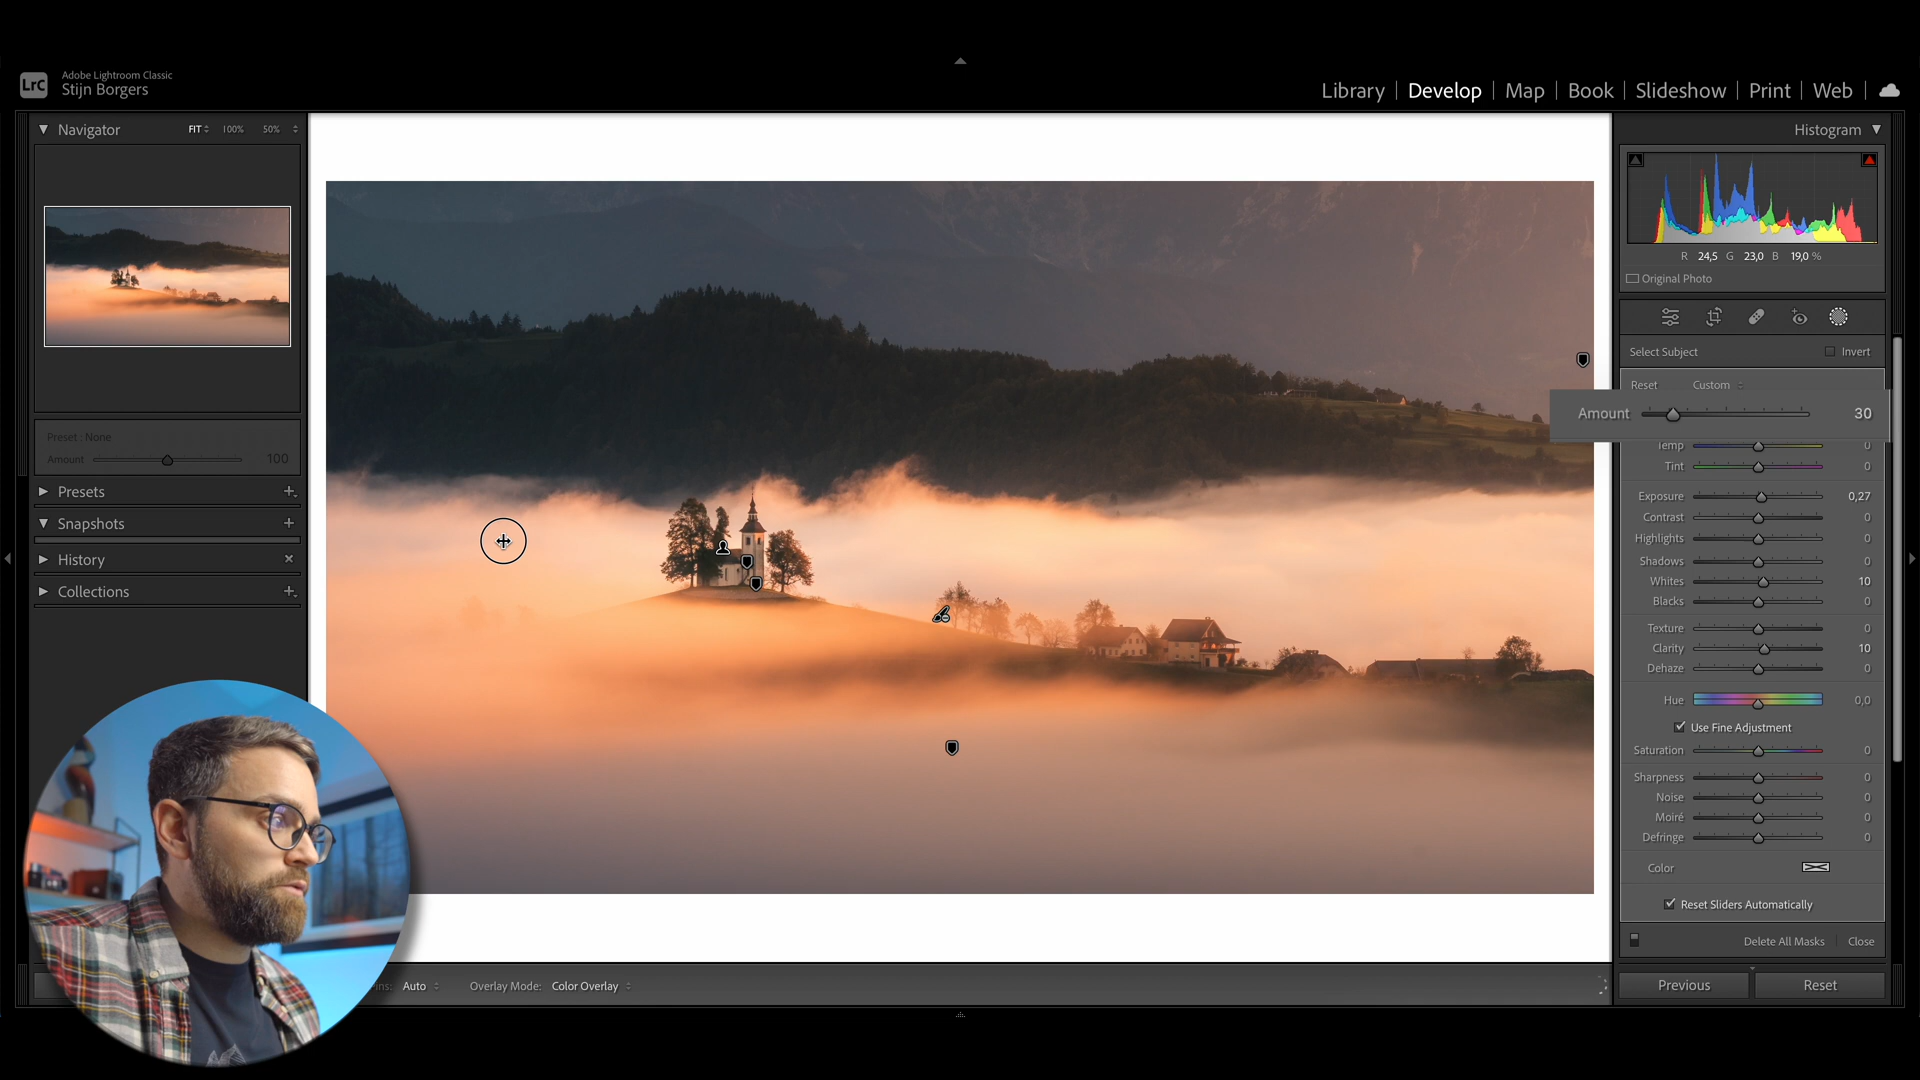 LrC
Adobe Lightroom Classic
Stijn Borgers
Library | Develop | Map | Book | Slideshow | Print | Web |
Navigator FIT 100% 50%
Preset : None
Amount 100
Presets
Snapshots
History
Collections
Auto Overlay Mode: Color Overlay
Histogram
R 24,5 G 23,0 B 19,0 %
Original Photo
Select Subject Invert
Reset Custom
Amount 30
Temp 0
Tint 0
Exposure 0,27
Contrast 0
Highlights 0
Shadows 0
Whites 10
Blacks 0
Texture 0
Clarity 10
Dehaze 0
Hue 0,0
Use Fine Adjustment
Saturation 0
Sharpness 0
Noise 0
Moiré 0
Defringe 0
Color
Reset Sliders Automatically
Delete All Masks Close
Previous Reset